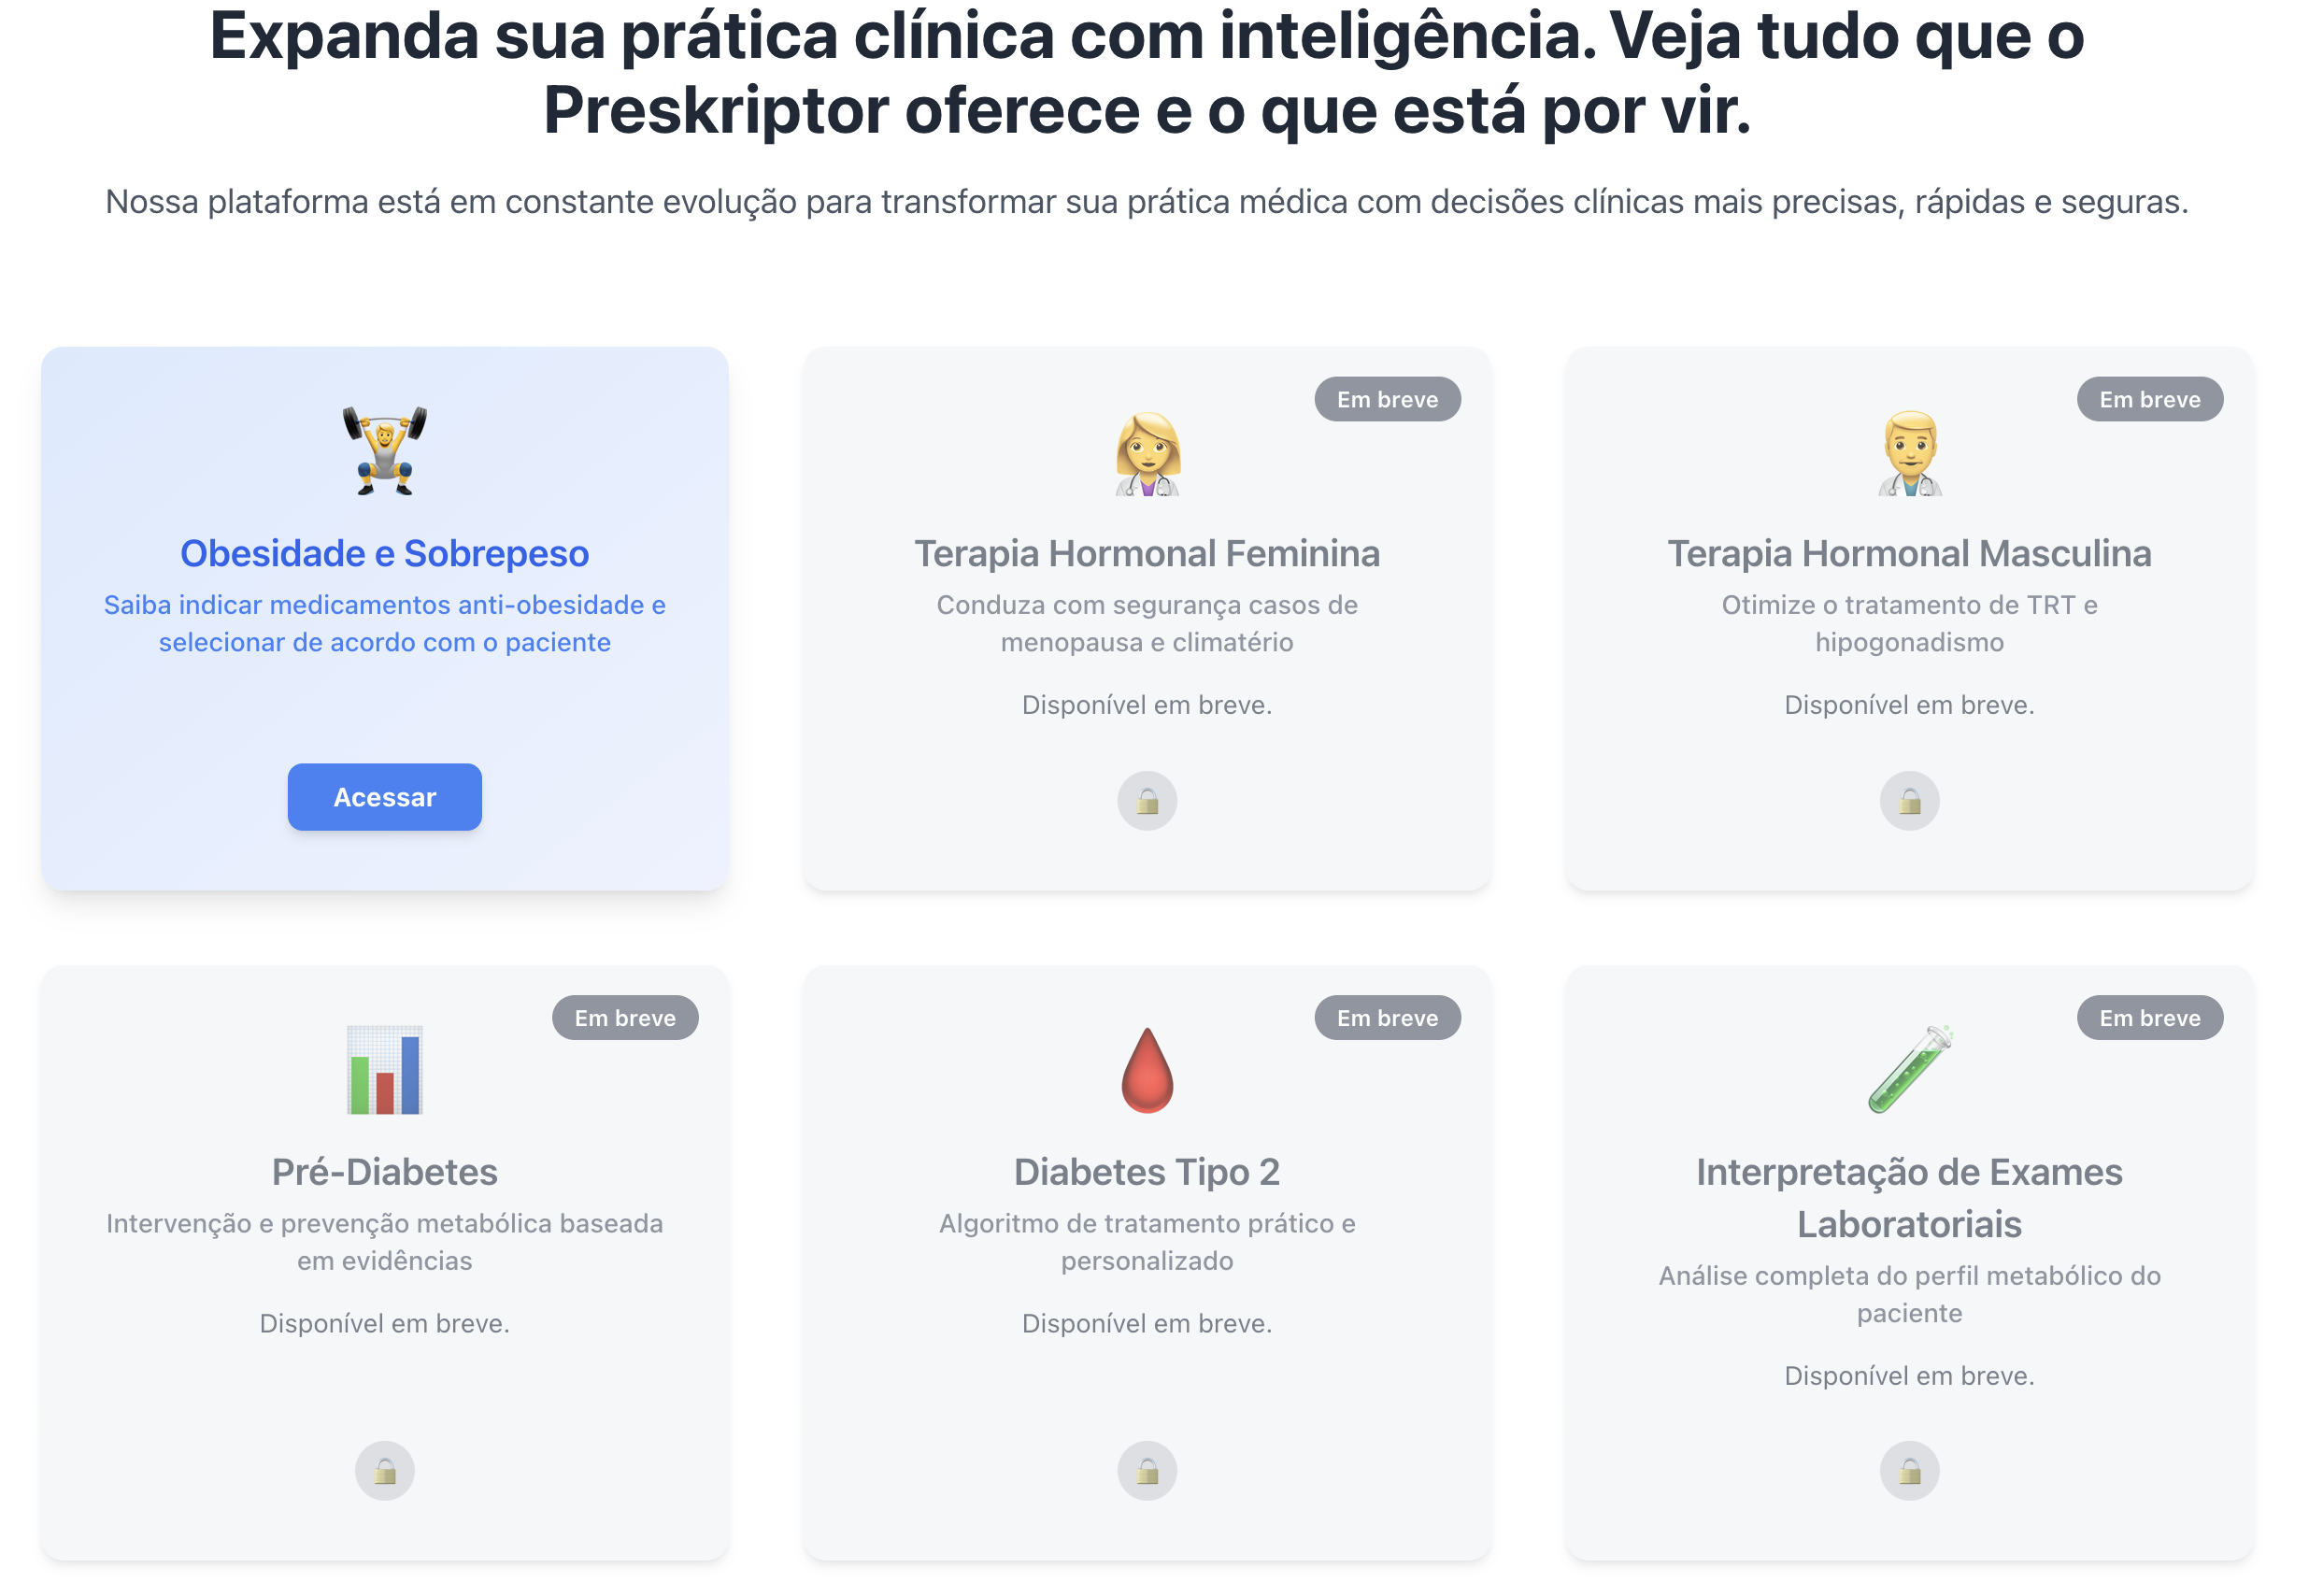 Expanda sua prática clínica com inteligência. Veja tudo que o
Preskriptor oferece e o que está por vir.
Nossa plataforma está em constante evolução para transformar sua prática médica com decisões clínicas mais precisas, rápidas e seguras.
Obesidade e Sobrepeso
Saiba indicar medicamentos anti-obesidade e
selecionar de acordo com o paciente
Acessar
Em breve
Terapia Hormonal Feminina
Conduza com segurança casos de
menopausa e climatério
Disponível em breve.
Em breve
Terapia Hormonal Masculina
Otimize o tratamento de TRT e
hipogonadismo
Disponível em breve.
Em breve
Pré-Diabetes
Intervenção e prevenção metabólica baseada
em evidências
Disponível em breve.
Em breve
Diabetes Tipo 2
Algoritmo de tratamento prático e
personalizado
Disponível em breve.
Em breve
Interpretação de Exames
Laboratoriais
Análise completa do perfil metabólico do
paciente
Disponível em breve.